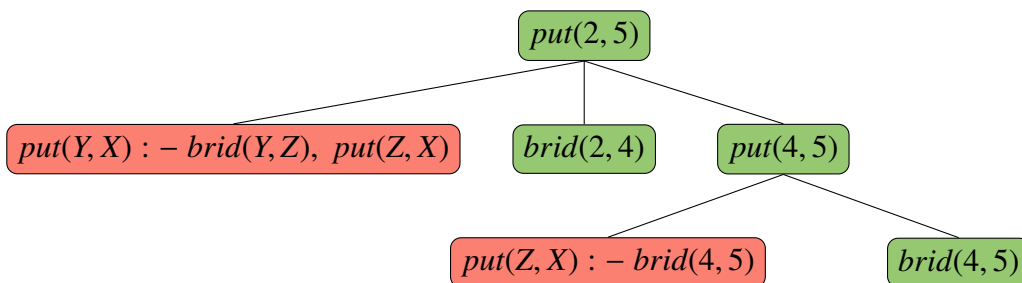 put(2, 5)
put(Y, X) : − brid(Y, Z), put(Z, X)
brid(2, 4)
put(4, 5)
put(Z, X) : − brid(4, 5)
brid(4, 5)